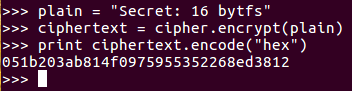 >>> plain = "Secret: 16 bytfs"
>>> ciphertext = cipher.encrypt(plain)
>>> print ciphertext.encode("hex")
051b203ab814f0975955352268ed3812
>>>